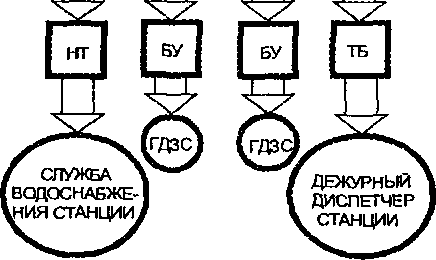 НТ
БУ
БУ
ТБ
ГДЗС
ГДЗС
СЛУЖБА
ВОДОСНАБЖЕ-
НИЯ СТАНЦИИ
ДЕЖУРНЫЙ
ДИСПЕТЧЕР
СТАНЦИИ